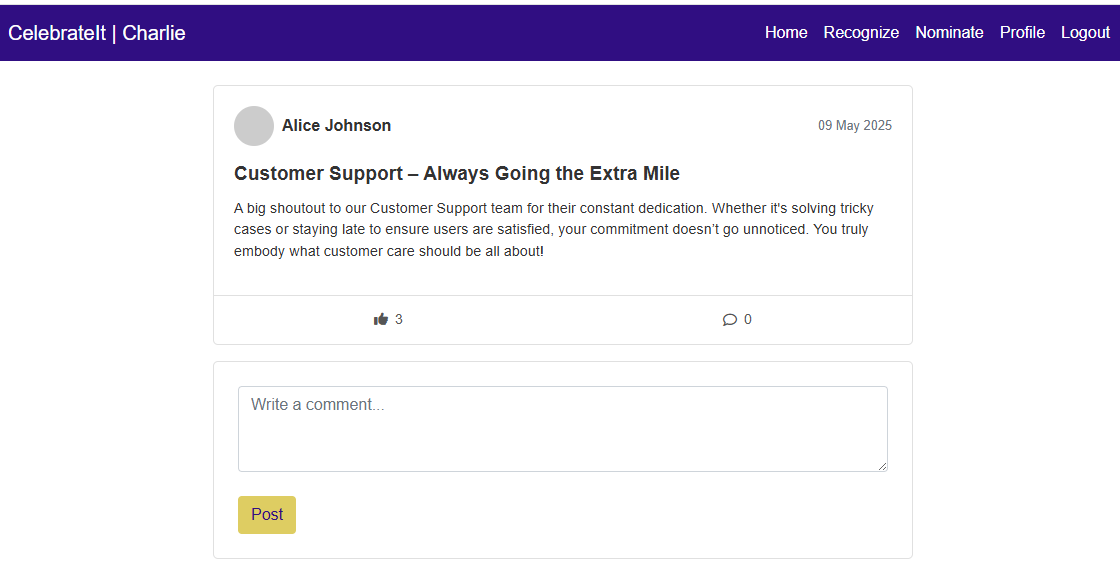 CelebrateIt | Charlie
Home Recognize Nominate Profile Logout
Alice Johnson
09 May 2025
Customer Support – Always Going the Extra Mile
A big shoutout to our Customer Support team for their constant dedication. Whether it's solving tricky
cases or staying late to ensure users are satisfied, your commitment doesn’t go unnoticed. You truly
embody what customer care should be all about!
3
0
Write a comment...
Post